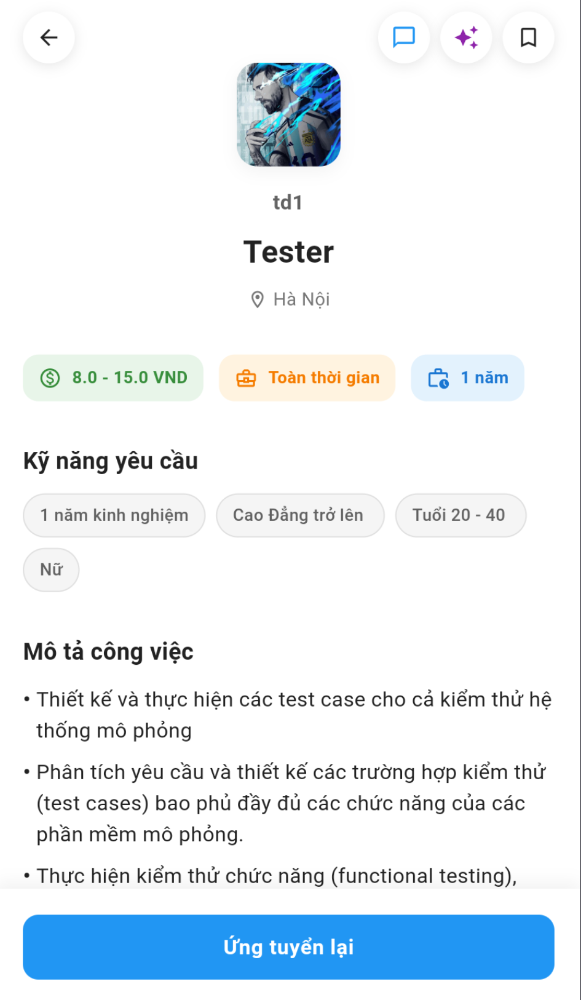 td1
Tester
Hà Nội
8.0 - 15.0 VND
Toàn thời gian
1 năm
Kỹ năng yêu cầu
1 năm kinh nghiệm
Cao Đẳng trở lên
Tuổi 20 - 40
Nữ
Mô tả công việc
• Thiết kế và thực hiện các test case cho cả kiểm thử hệ
thống mô phỏng
• Phân tích yêu cầu và thiết kế các trường hợp kiểm thử
(test cases) bao phủ đầy đủ các chức năng của các
phần mềm mô phỏng.
• Thực hiện kiểm thử chức năng (functional testing),
Ứng tuyển lại